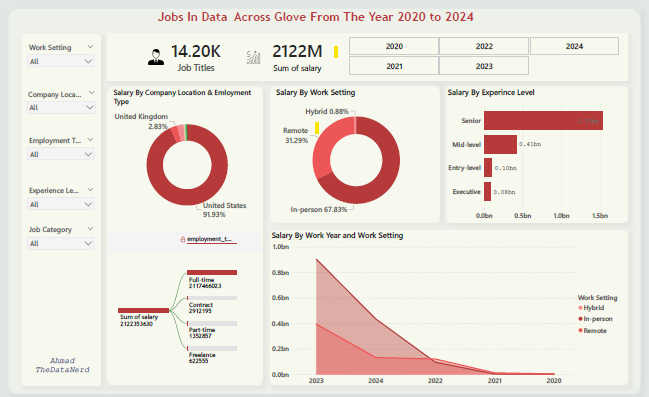 Jobs In Data Across Glove From The Year 2020 to 2024
Work Setting
All
Company Loca...
All
Employment T...
All
Experience Le...
All
Job Category
All
Ahmad
TheDataNerd
14.20K
Job Titles
2122M
Sum of salary
2020
2022
2024
2021
2023
Salary By Company Location & Emloyment
Type
United Kingdom
2.83%
United States
91.93%
Salary By Work Setting
Hybrid 0.88%
Remote
31.29%
In-person 67.83%
Salary By Experince Level
Senior
Mid-level
0.41bn
Entry-level
0.10bn
Executive
0.08bn
0.0bn
0.5bn
1.0bn
1.5bn
employment_t...
Sum of salary
2122353630
Full-time
2117466023
Contract
2912195
Part-time
1352857
Freelance
622555
Salary By Work Year and Work Setting
1.0bn
0.8bn
0.6bn
0.4bn
0.2bn
0.0bn
2023
2024
2022
2021
2020
Work Setting
Hybrid
In-person
Remote